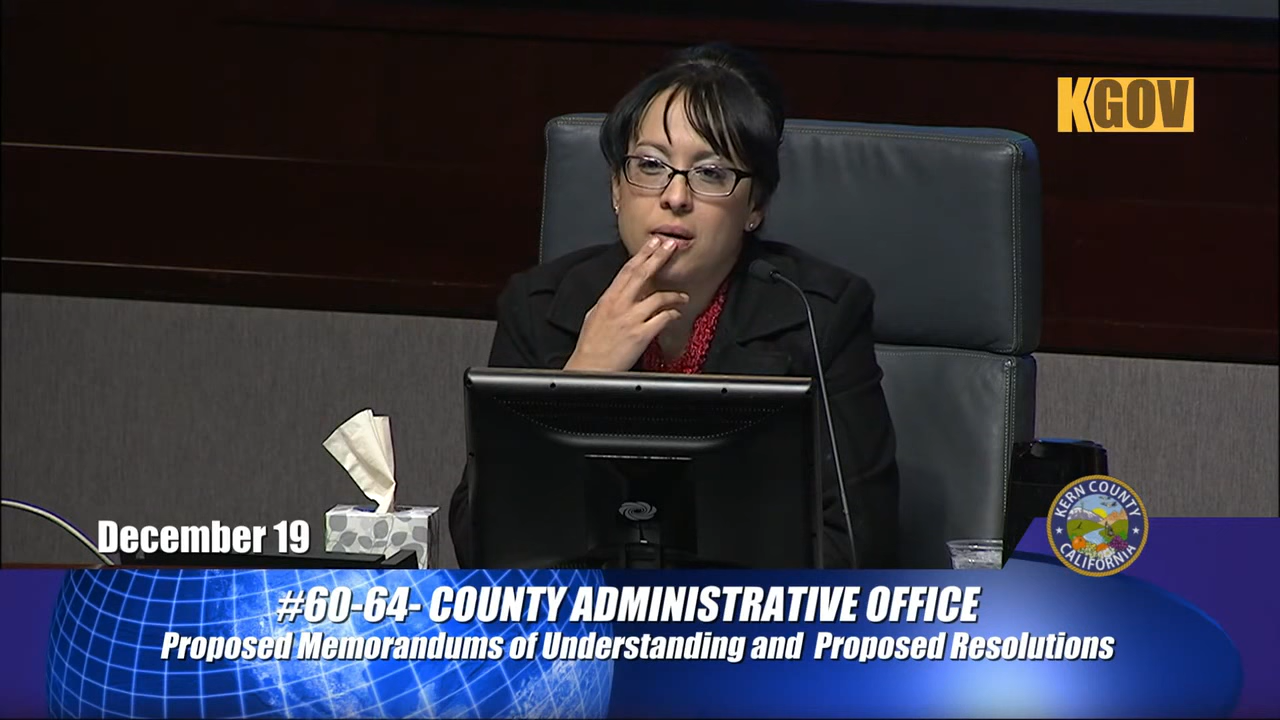 KGOV
KERN COUNTY
CALIFORNIA
December 19
#60-64- COUNTY ADMINISTRATIVE OFFICE
Proposed Memorandums of Understanding and Proposed Resolutions